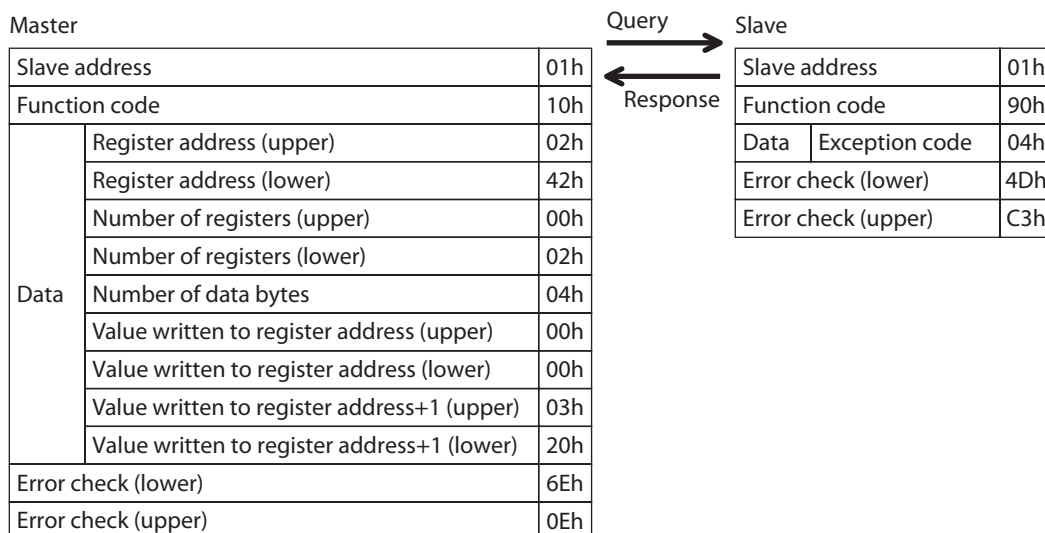 Master
Query
Slave
Response
Slave address 01h
Function code 10h
Data
Register address (upper) 02h
Register address (lower) 42h
Number of registers (upper) 00h
Number of registers (lower) 02h
Number of data bytes 04h
Value written to register address (upper) 00h
Value written to register address (lower) 00h
Value written to register address+1 (upper) 03h
Value written to register address+1 (lower) 20h
Error check (lower) 6Eh
Error check (upper) 0Eh
Slave address 01h
Function code 90h
Data Exception code 04h
Error check (lower) 4Dh
Error check (upper) C3h